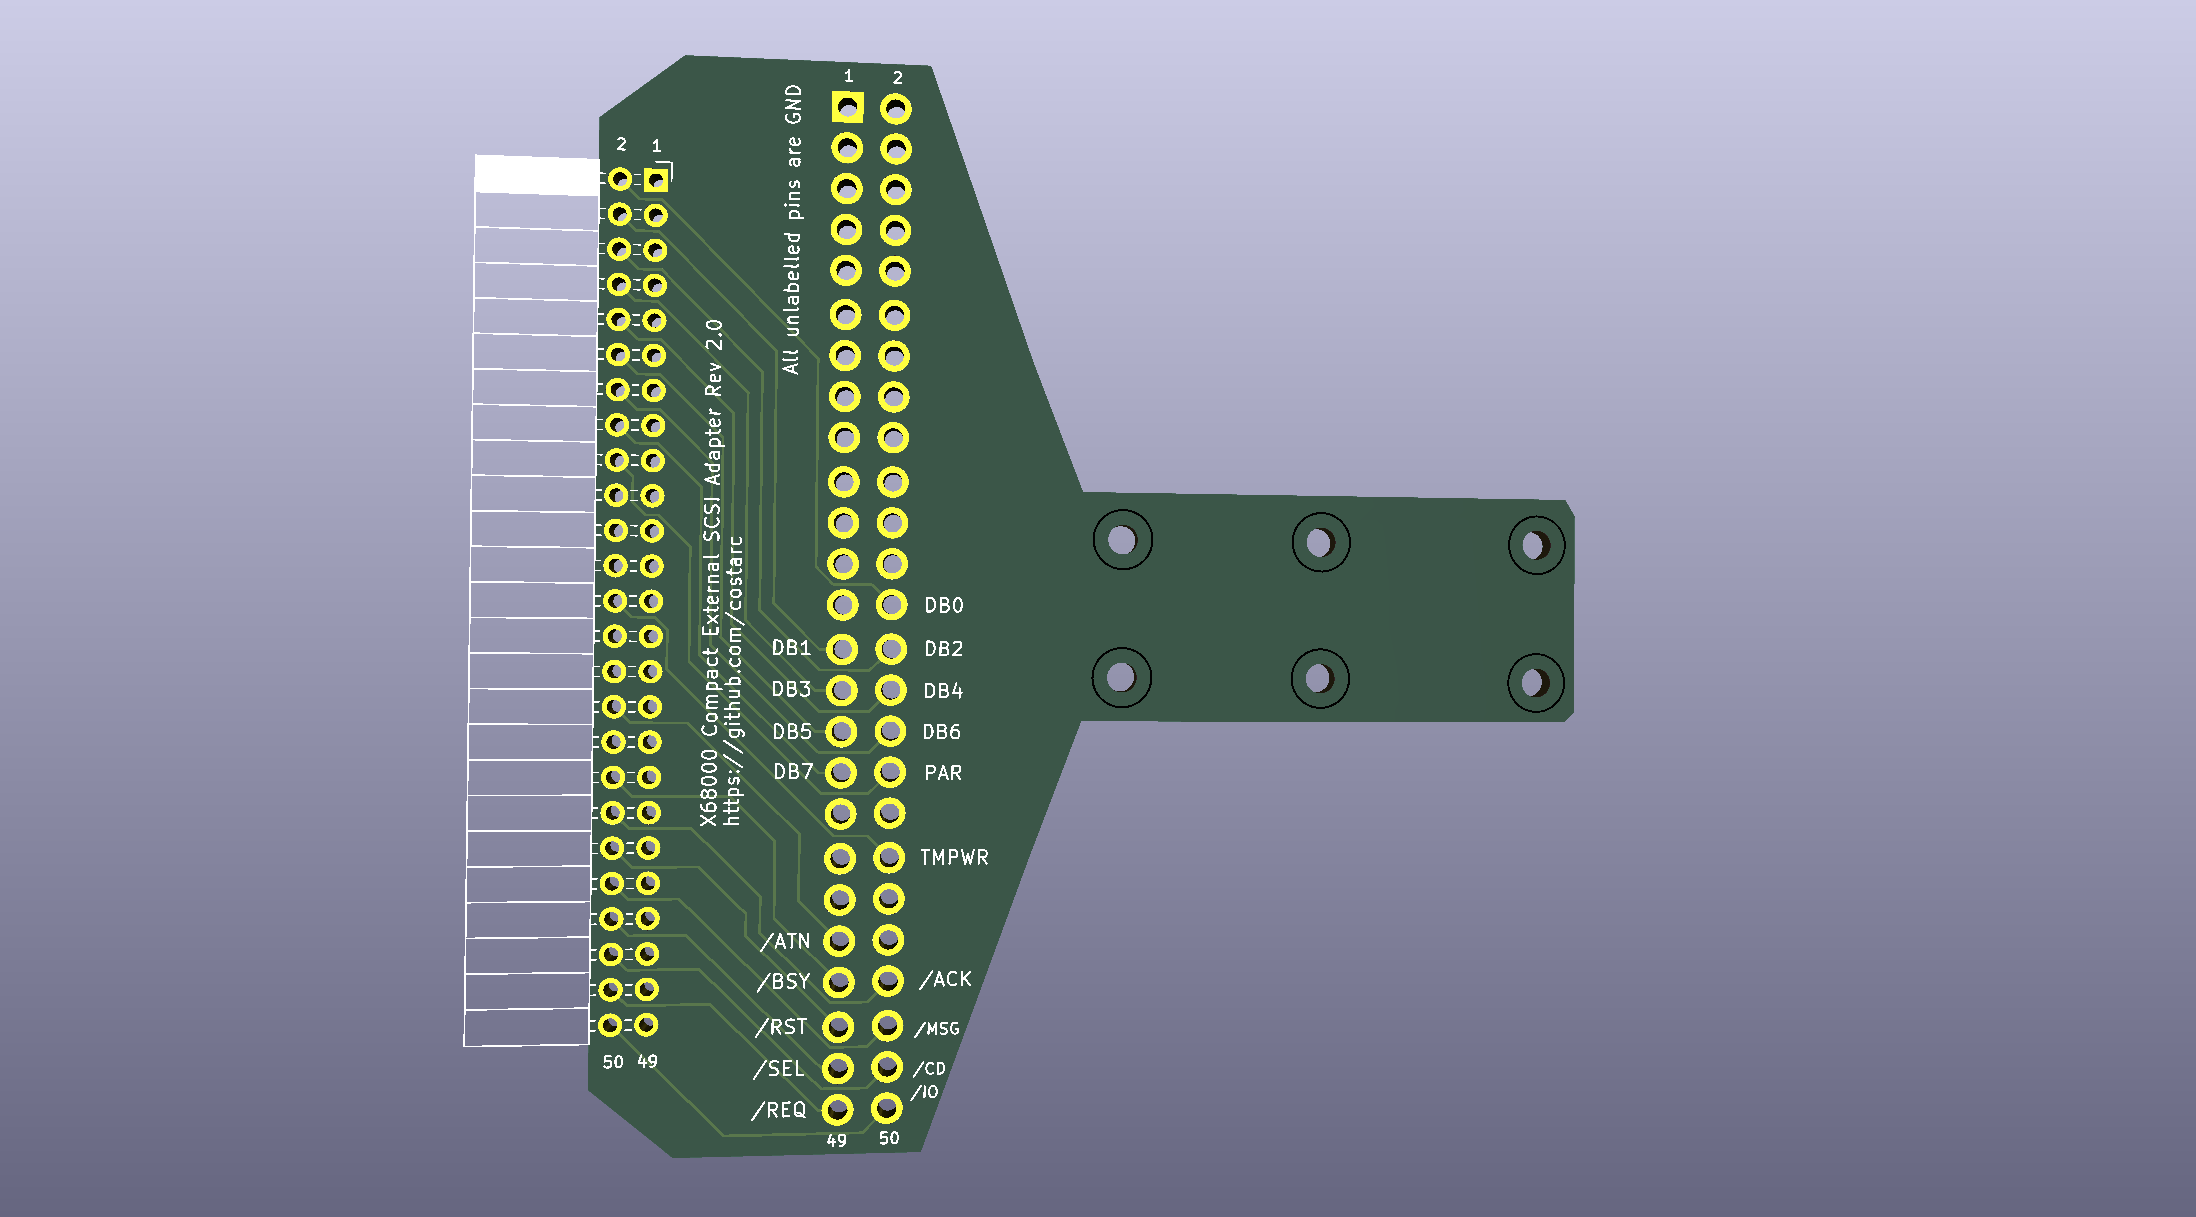 1 2
All unlabelled pins are GND
2 1
X68000 Compact External SCSI Adapter Rev 2.0
https://github.com/costarc
DB0
DB1 DB2
DB3 DB4
DB5 DB6
DB7 PAR
TMPWR
/ATN
/BSY /ACK
/RST /MSG
/SEL /CD
/IO
/REQ
50 49
49 50